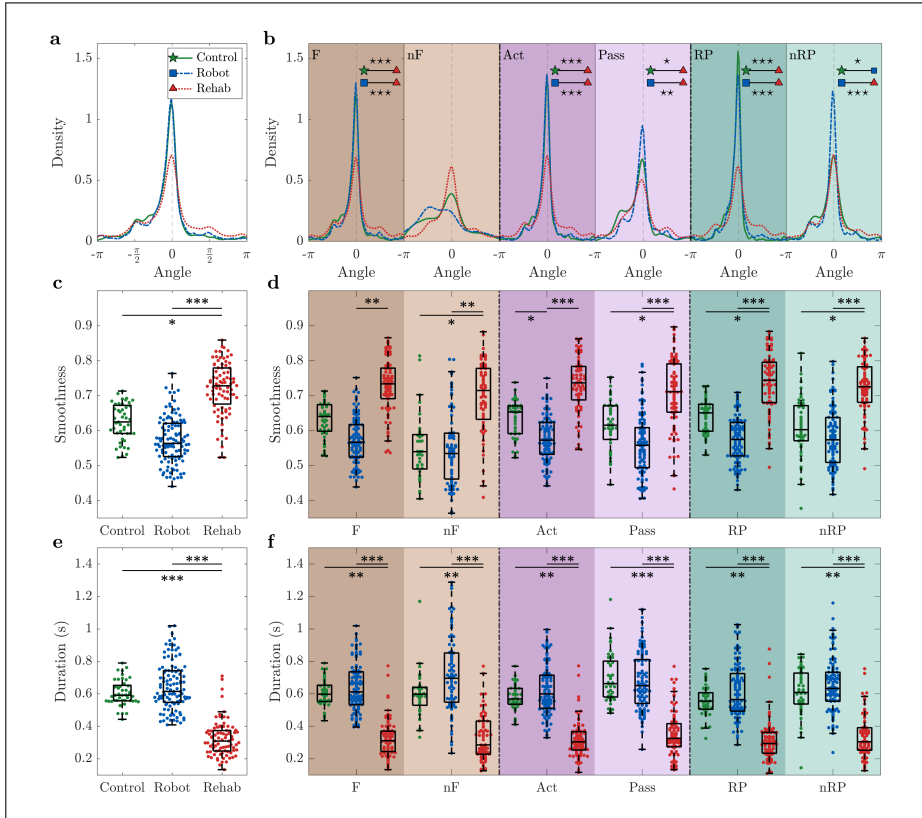 a
b
Density
1.5
1
0.5
0
Control
Robot
Rehab
-π
-π/2
0
π/2
π
Angle
Density
1.5
1
0.5
0
F
nF
Act
Pass
RP
nRP
★★★
★★★
★★★
★★★
★
★★
★★★
★★★
★
★★★
-π 0 -π 0 -π 0 -π 0 -π 0 -π 0 π
Angle Angle Angle Angle Angle Angle
c
d
Smoothness
0.9
0.8
0.7
0.6
0.5
0.4
***
*
Control Robot Rehab
Smoothness
0.9
0.8
0.7
0.6
0.5
0.4
** ** *** *** *** ***
* * * * *
F nF Act Pass RP nRP
e
f
Duration (s)
1.4
1.2
1
0.8
0.6
0.4
0.2
***
***
Control Robot Rehab
Duration (s)
1.4
1.2
1
0.8
0.6
0.4
0.2
*** *** *** *** *** ***
** ** ** *** ** **
F nF Act Pass RP nRP